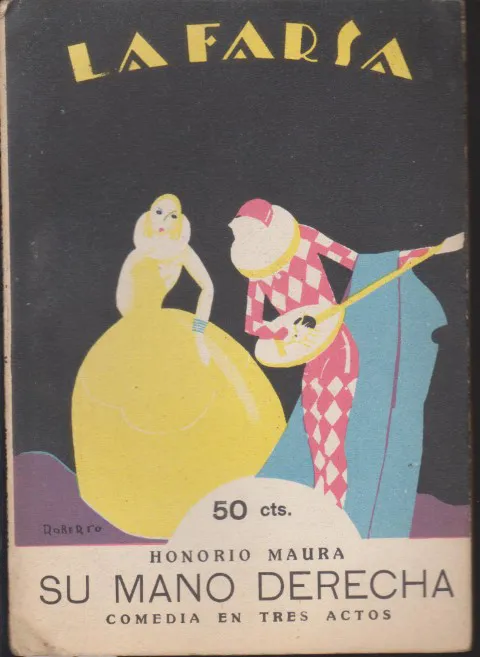 LA FARSA
ROBERTO
50 cts.
HONORIO MAURA
SU MANO DERECHA
COMEDIA EN TRES ACTOS